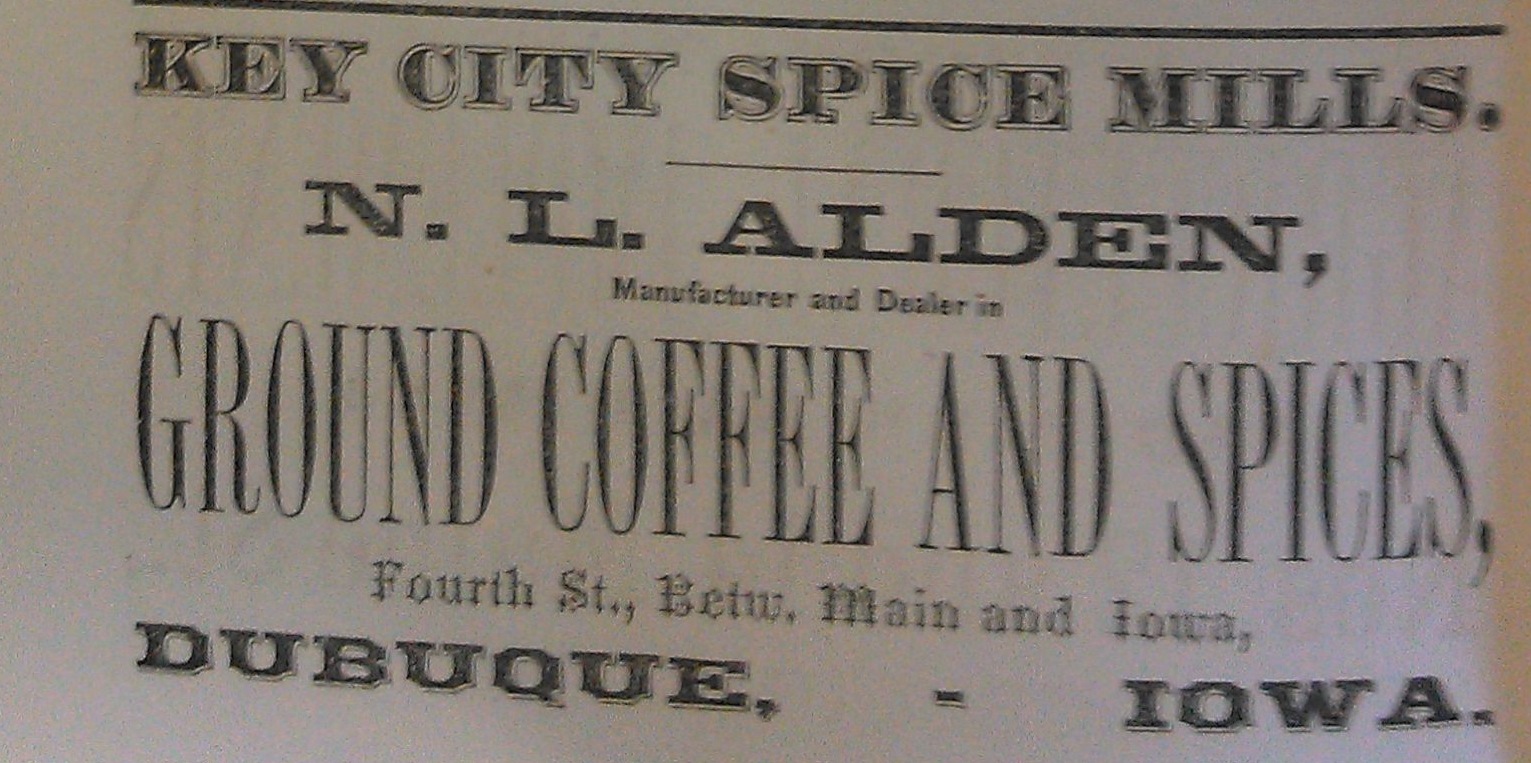 KEY CITY SPICE MILLS.
N. L. ALDEN,
Manufacturer and Dealer in
GROUND COFFEE AND SPICES,
Fourth St., Betw. Main and Iowa,
DUBUQUE, - IOWA.